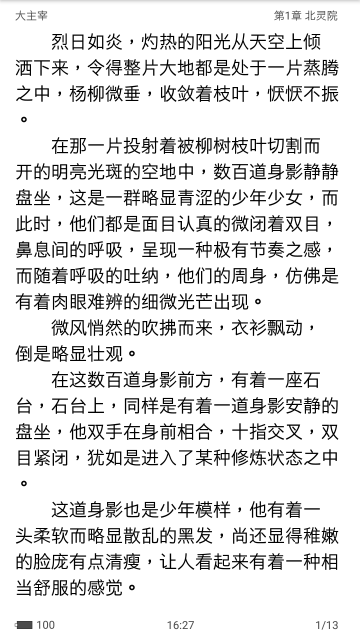 大主宰 第1章 北灵院
烈日如炎，灼热的阳光从天空上倾
洒下来，令得整片大地都是处于一片蒸腾
之中，杨柳微垂，收敛着枝叶，恹恹不振
。
在那一片投射着被柳树枝叶切割而
开的明亮光斑的空地中，数百道身影静静
盘坐，这是一群略显青涩的少年少女，而
此时，他们都是面目认真的微闭着双目，
鼻息间的呼吸，呈现一种极有节奏之感，
而随着呼吸的吐纳，他们的周身，仿佛是
有着肉眼难辨的细微光芒出现。
微风悄然的吹拂而来，衣衫飘动，
倒是略显壮观。
在这数百道身影前方，有着一座石
台，石台上，同样是有着一道身影安静的
盘坐，他双手在身前相合，十指交叉，双
目紧闭，犹如是进入了某种修炼状态之中
。
这道身影也是少年模样，他有着一
头柔软而略显散乱的黑发，尚还显得稚嫩
的脸庞有点清瘦，让人看起来有着一种相
当舒服的感觉。
100 16:27 1/13